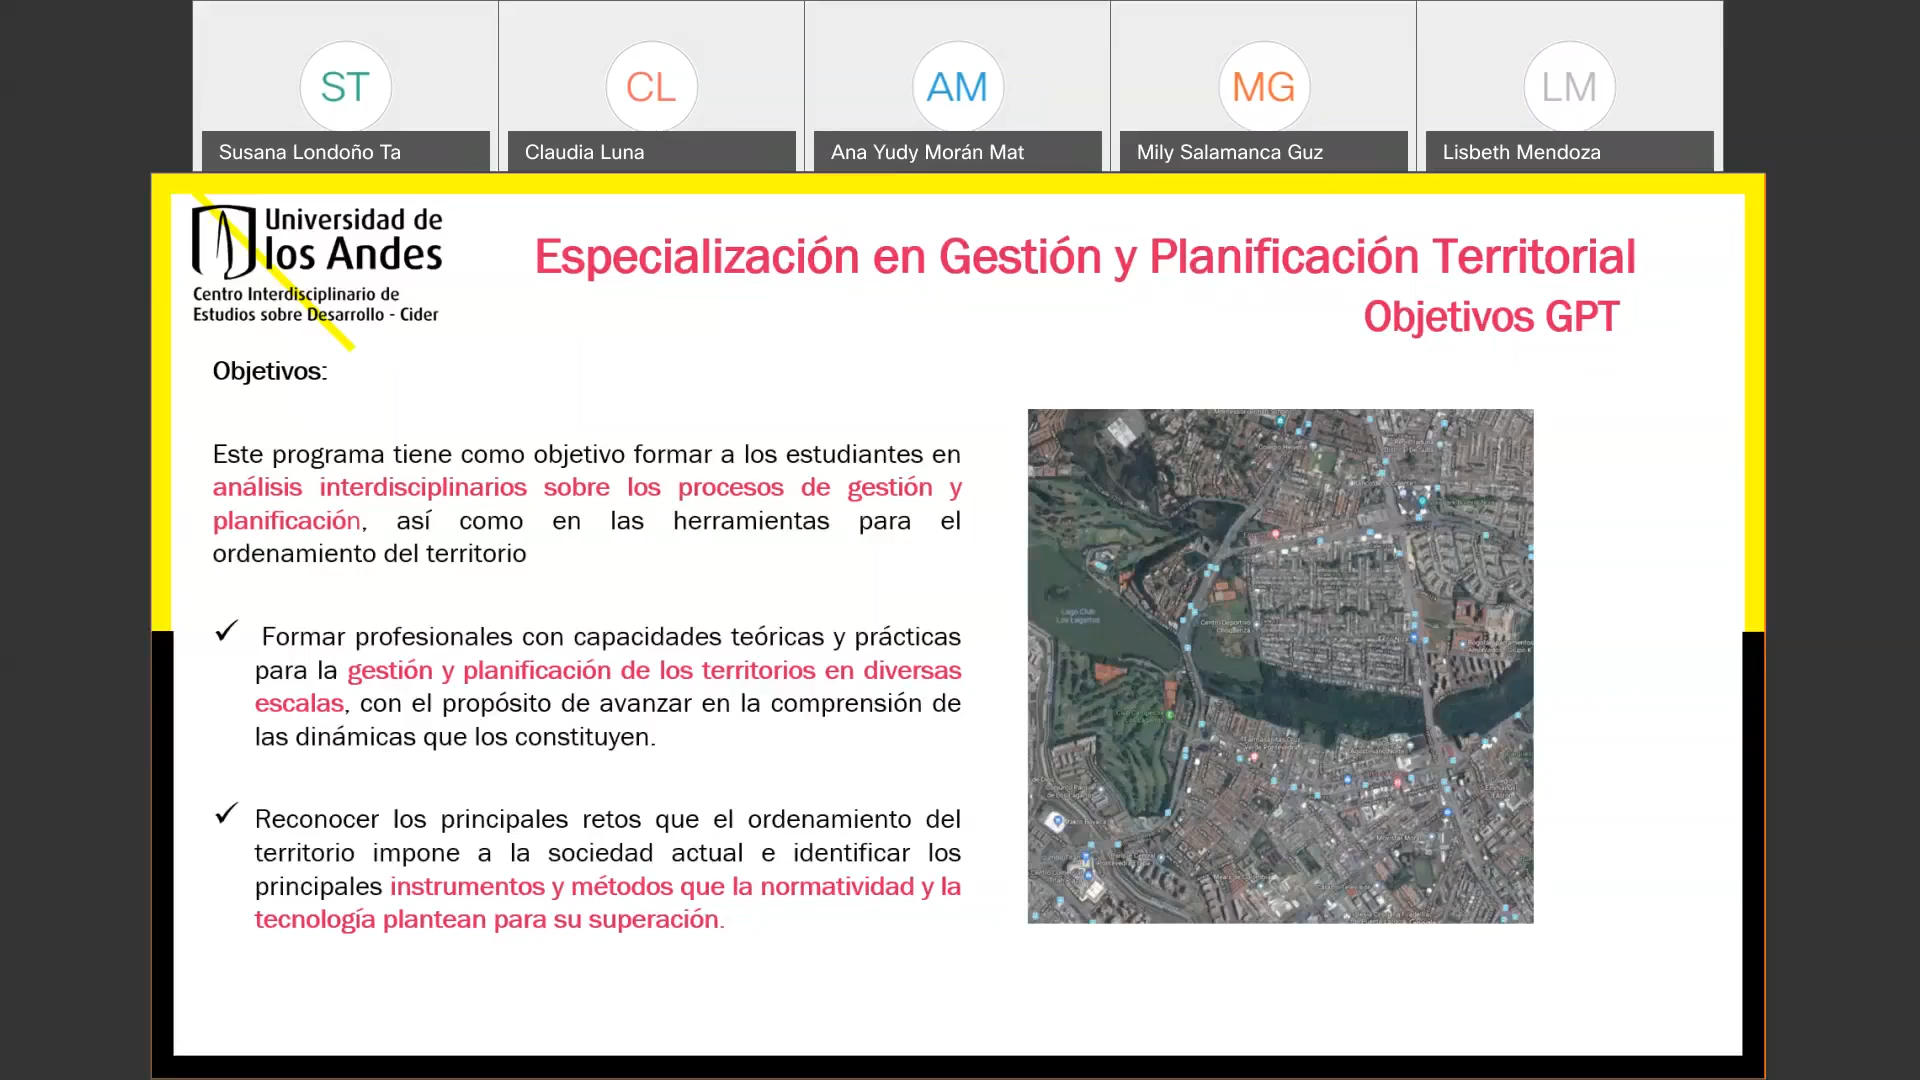 ST
CL
AM
MG
LM
Susana Londoño Ta
Claudia Luna
Ana Yudy Morán Mat
Mily Salamanca Guz
Lisbeth Mendoza
Universidad de
los Andes
Centro Interdisciplinario de
Estudios sobre Desarrollo - Cider
Especialización en Gestión y Planificación Territorial
Objetivos GPT
Objetivos:
Este programa tiene como objetivo formar a los estudiantes en
análisis interdisciplinarios sobre los procesos de gestión y
planificación, así como en las herramientas para el
ordenamiento del territorio
✓ Formar profesionales con capacidades teóricas y prácticas
para la gestión y planificación de los territorios en diversas
escalas, con el propósito de avanzar en la comprensión de
las dinámicas que los constituyen.
✓ Reconocer los principales retos que el ordenamiento del
territorio impone a la sociedad actual e identificar los
principales instrumentos y métodos que la normatividad y la
tecnología plantean para su superación.
Lago Club
Los Lagartos
Centro Deportivo